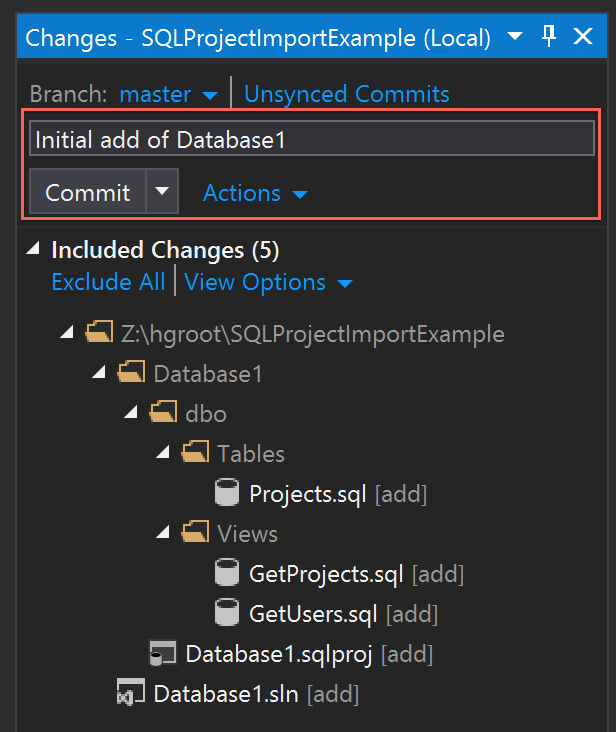 Changes - SQLProjectImportExample (Local)
Branch: master Unsynced Commits
Initial add of Database1
Commit Actions
Included Changes (5)
Exclude All View Options
Z:\hgroot\SQLProjectImportExample
Database1
dbo
Tables
Projects.sql [add]
Views
GetProjects.sql [add]
GetUsers.sql [add]
Database1.sqlproj [add]
Database1.sln [add]